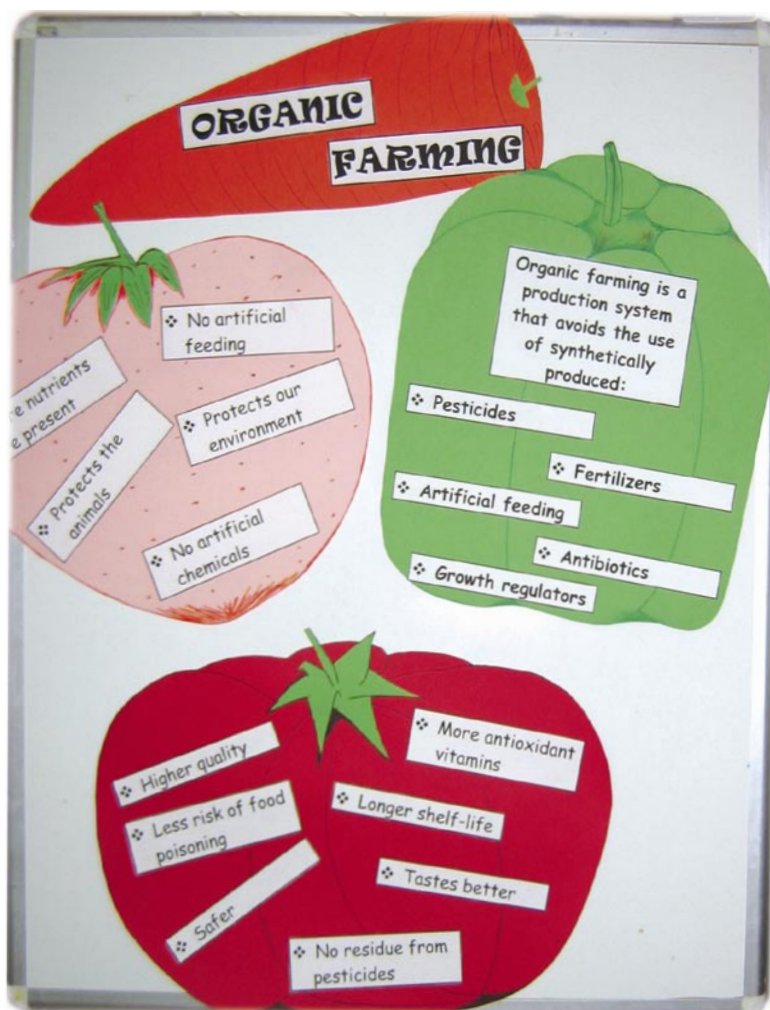 ORGANIC
FARMING
❖ No artificial
feeding
nutrients
present
❖ Protects our
environment
❖ Protects the
animals
❖ No artificial
chemicals
Organic farming is a
production system
that avoids the use
of synthetically
produced:
❖ Pesticides
❖ Fertilizers
❖ Artificial feeding
❖ Antibiotics
❖ Growth regulators
❖ More antioxidant
vitamins
❖ Higher quality
❖ Longer shelf-life
❖ Less risk of food
poisoning
❖ Tastes better
❖ Safer
❖ No residue from
pesticides